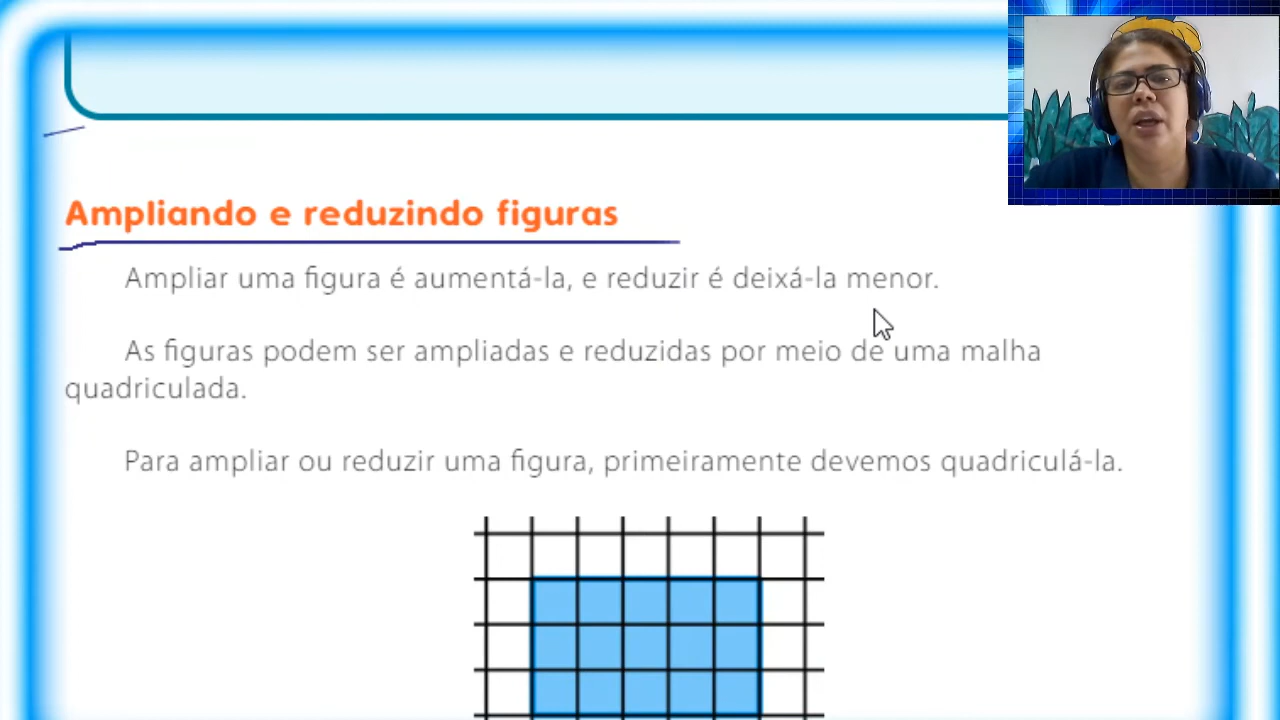 Ampliando e reduzindo figuras
Ampliar uma figura é aumentá-la, e reduzir é deixá-la menor.
As figuras podem ser ampliadas e reduzidas por meio de uma malha
quadriculada.
Para ampliar ou reduzir uma figura, primeiramente devemos quadriculá-la.